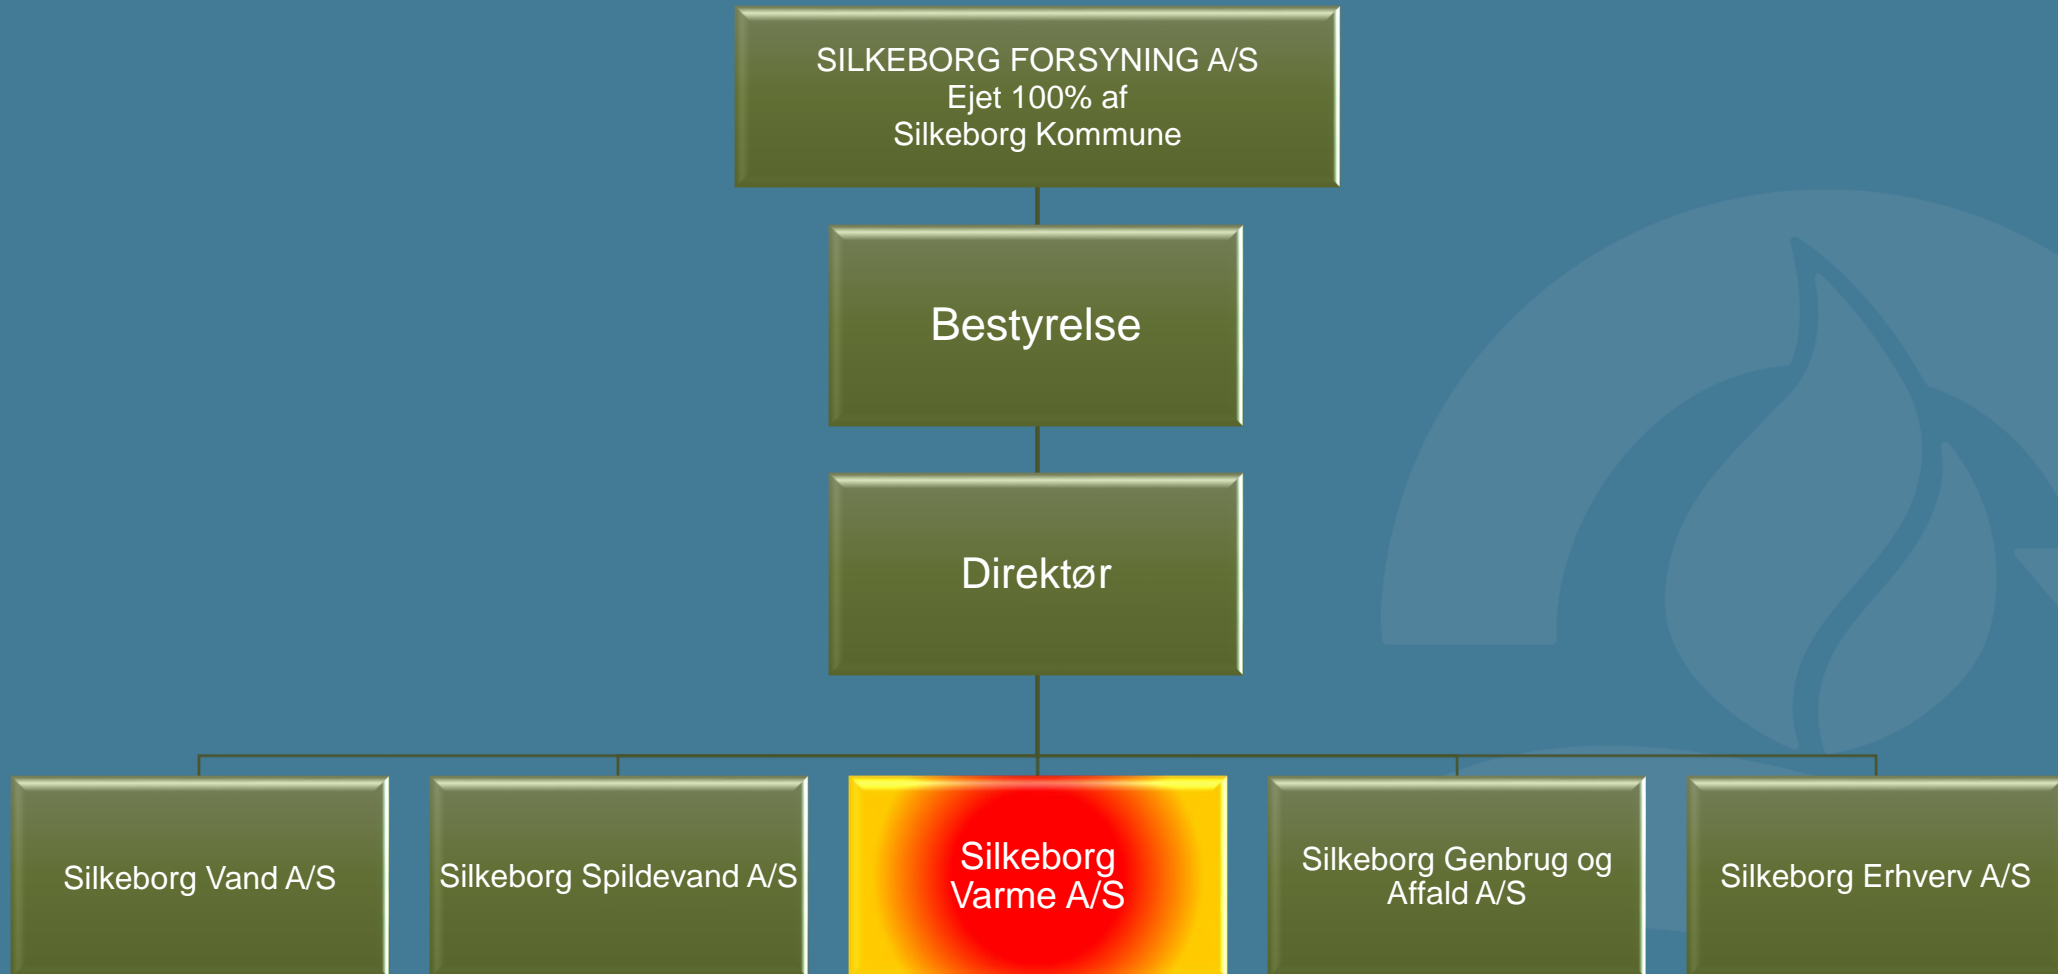 SILKEBORG FORSYNING A/S
Ejet 100% af
Silkeborg Kommune
Bestyrelse
Direktør
Silkeborg Vand A/S
Silkeborg Spildevand A/S
Silkeborg
Varme A/S
Silkeborg Genbrug og
Affald A/S
Silkeborg Erhverv A/S